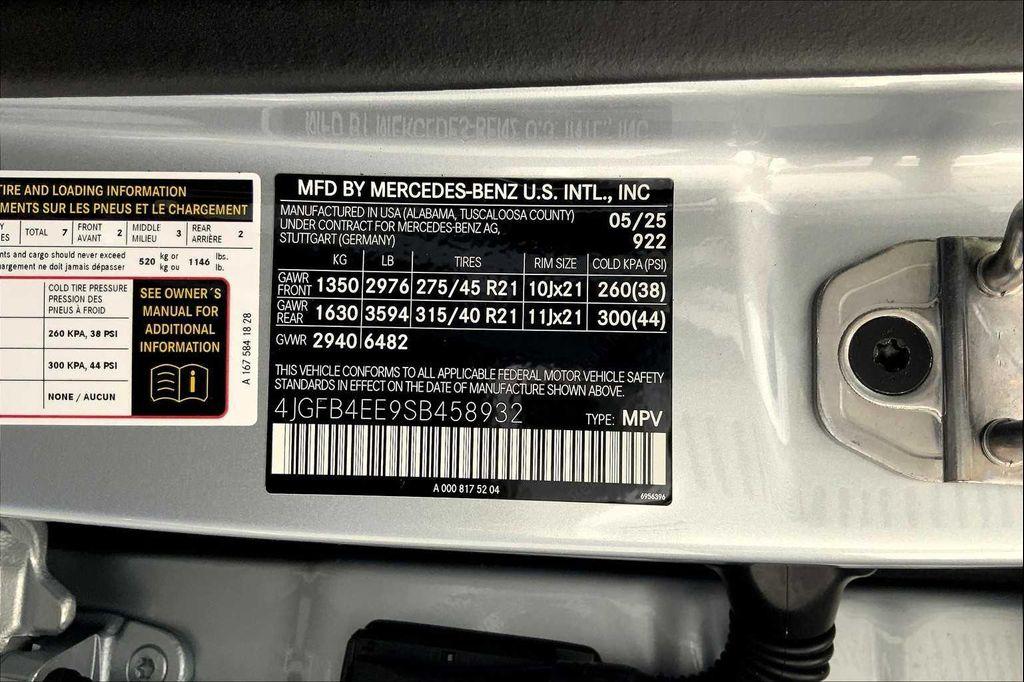 TIRE AND LOADING INFORMATION
MENTS SUR LES PNEUS ET LE CHARGEMENT
TOTAL 7 FRONT AVANT 2 MIDDLE MILIEU 3 REAR ARRIÈRE 2
nts and cargo should never exceed
argement ne doit jamais dépasser
520 kg or kg ou 1146 lbs. lb.
COLD TIRE PRESSURE
PRESSION DES
PNEUS À FROID
260 KPA, 38 PSI
300 KPA, 44 PSI
NONE / AUCUN
SEE OWNER´S
MANUAL FOR
ADDITIONAL
INFORMATION
A 167 584 18 28
MFD BY MERCEDES-BENZ U.S. INTL., INC
MANUFACTURED IN USA (ALABAMA, TUSCALOOSA COUNTY)
UNDER CONTRACT FOR MERCEDES-BENZ AG,
STUTTGART (GERMANY)
05/25
922
KG LB TIRES RIM SIZE COLD KPA (PSI)
GAWR FRONT 1350 2976 275/45 R21 10Jx21 260(38)
GAWR REAR 1630 3594 315/40 R21 11Jx21 300(44)
GVWR 2940 6482
THIS VEHICLE CONFORMS TO ALL APPLICABLE FEDERAL MOTOR VEHICLE SAFETY
STANDARDS IN EFFECT ON THE DATE OF MANUFACTURE SHOWN ABOVE.
4JGFB4EE9SB458932 TYPE: MPV
A 000 817 52 04
6956396